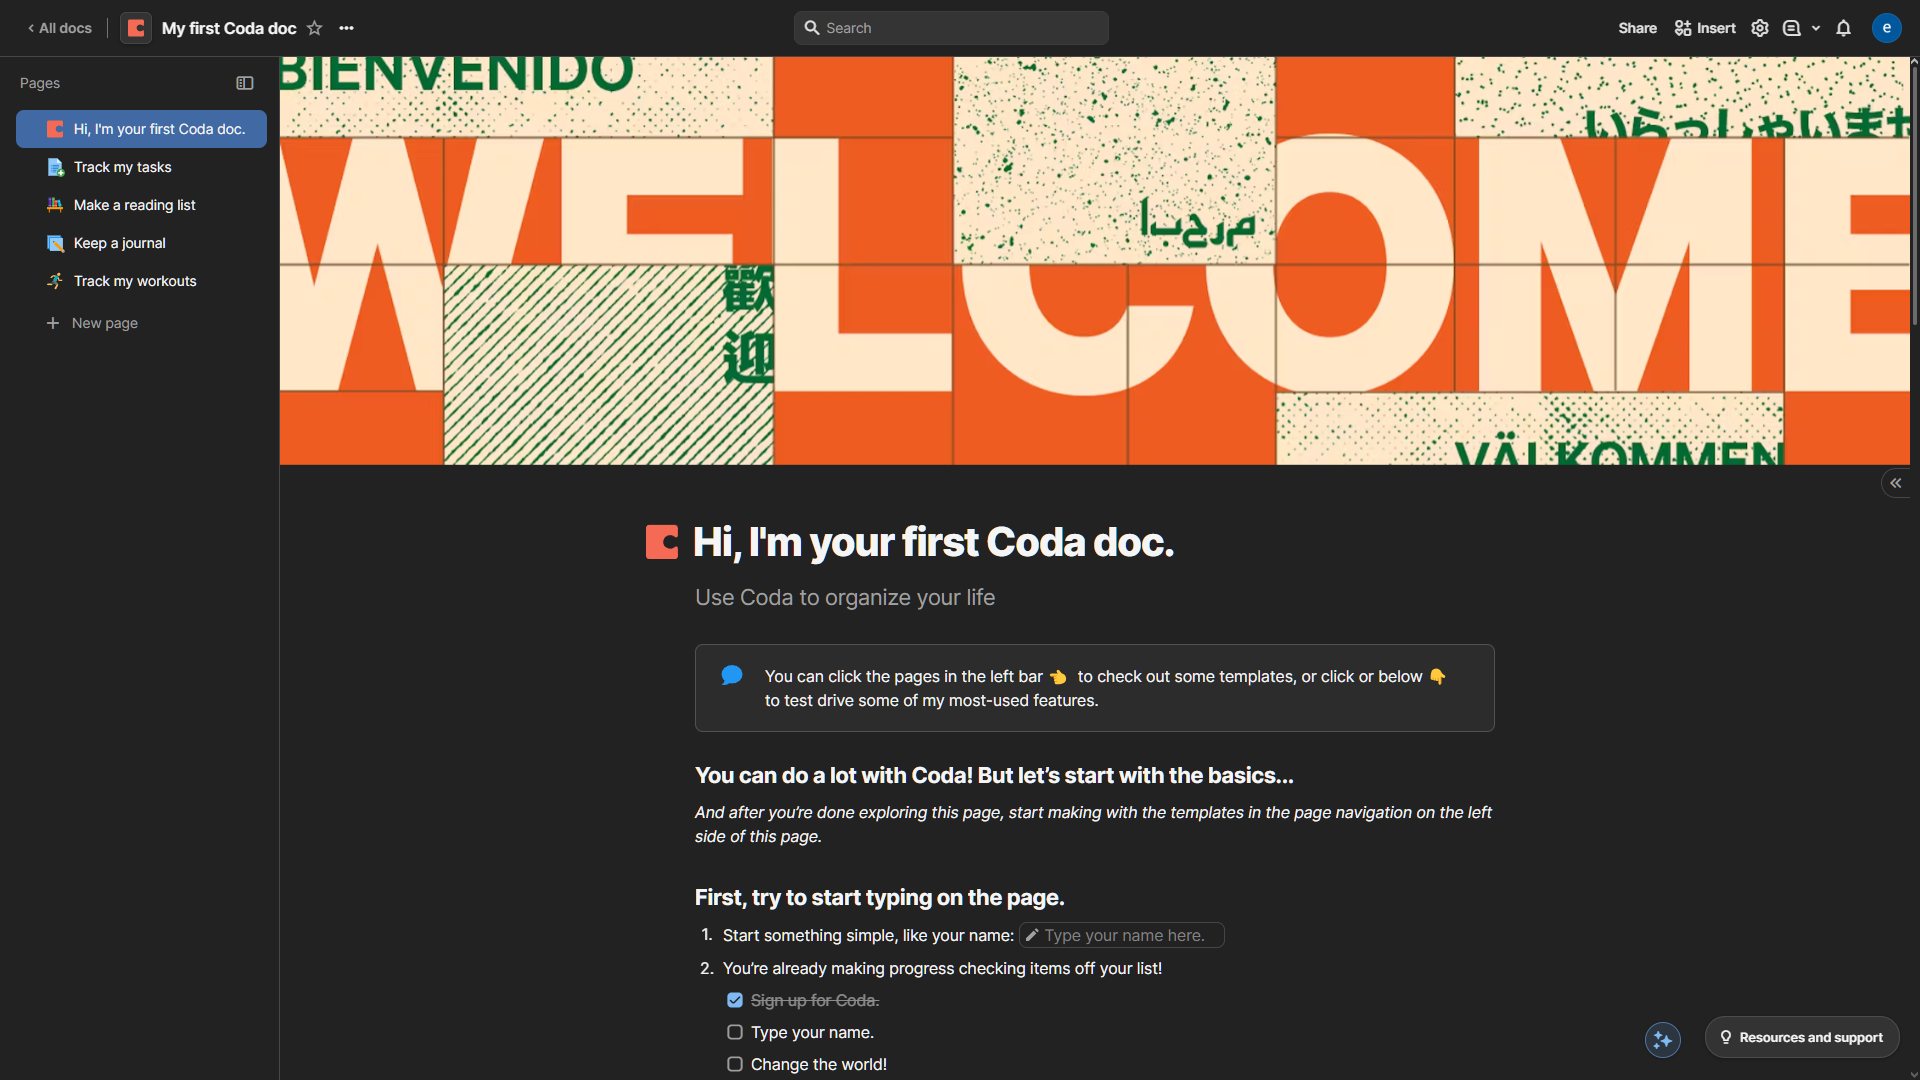 All docs
My first Coda doc
Search
Share
Insert
e
Pages
Hi, I'm your first Coda doc.
Track my tasks
Make a reading list
Keep a journal
Track my workouts
New page
BIENVENIDO
いらっしゃいませ
WELCOME
مرحبا
歡
迎
VÄLKOMMEN
Hi, I'm your first Coda doc.
Use Coda to organize your life
You can click the pages in the left bar 👈 to check out some templates, or click or below 👇
to test drive some of my most-used features.
You can do a lot with Coda! But let’s start with the basics...
And after you’re done exploring this page, start making with the templates in the page navigation on the left
side of this page.
First, try to start typing on the page.
1. Start something simple, like your name: Type your name here.
2. You’re already making progress checking items off your list!
Sign up for Coda.
Type your name.
Change the world!
Resources and support